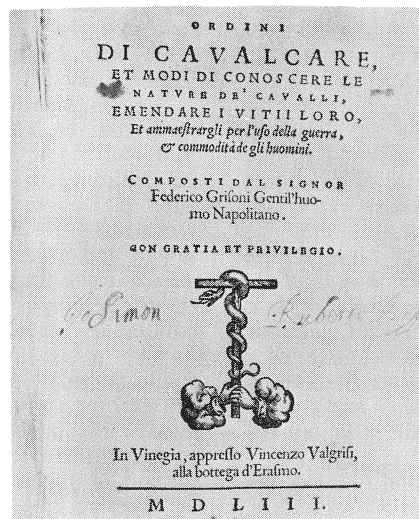 ORDINI
DI CAVALCARE,
ET MODI DI CONOSCERE LE
NATVRE DE' CAVALLI,
EMENDARE I VITII LORO,
Et ammaestrargli per l'uso della guerra,
& commodità de gli huomini.
COMPOSTI DAL SIGNOR
Federico Grisoni Gentil'huo-
mo Napolitano.
CON GRATIA ET PRIVILEGIO.
Simon
In Vinegia, appresso Vincenzo Valgrisi,
alla bottega d'Erasmo.
MDLIII.